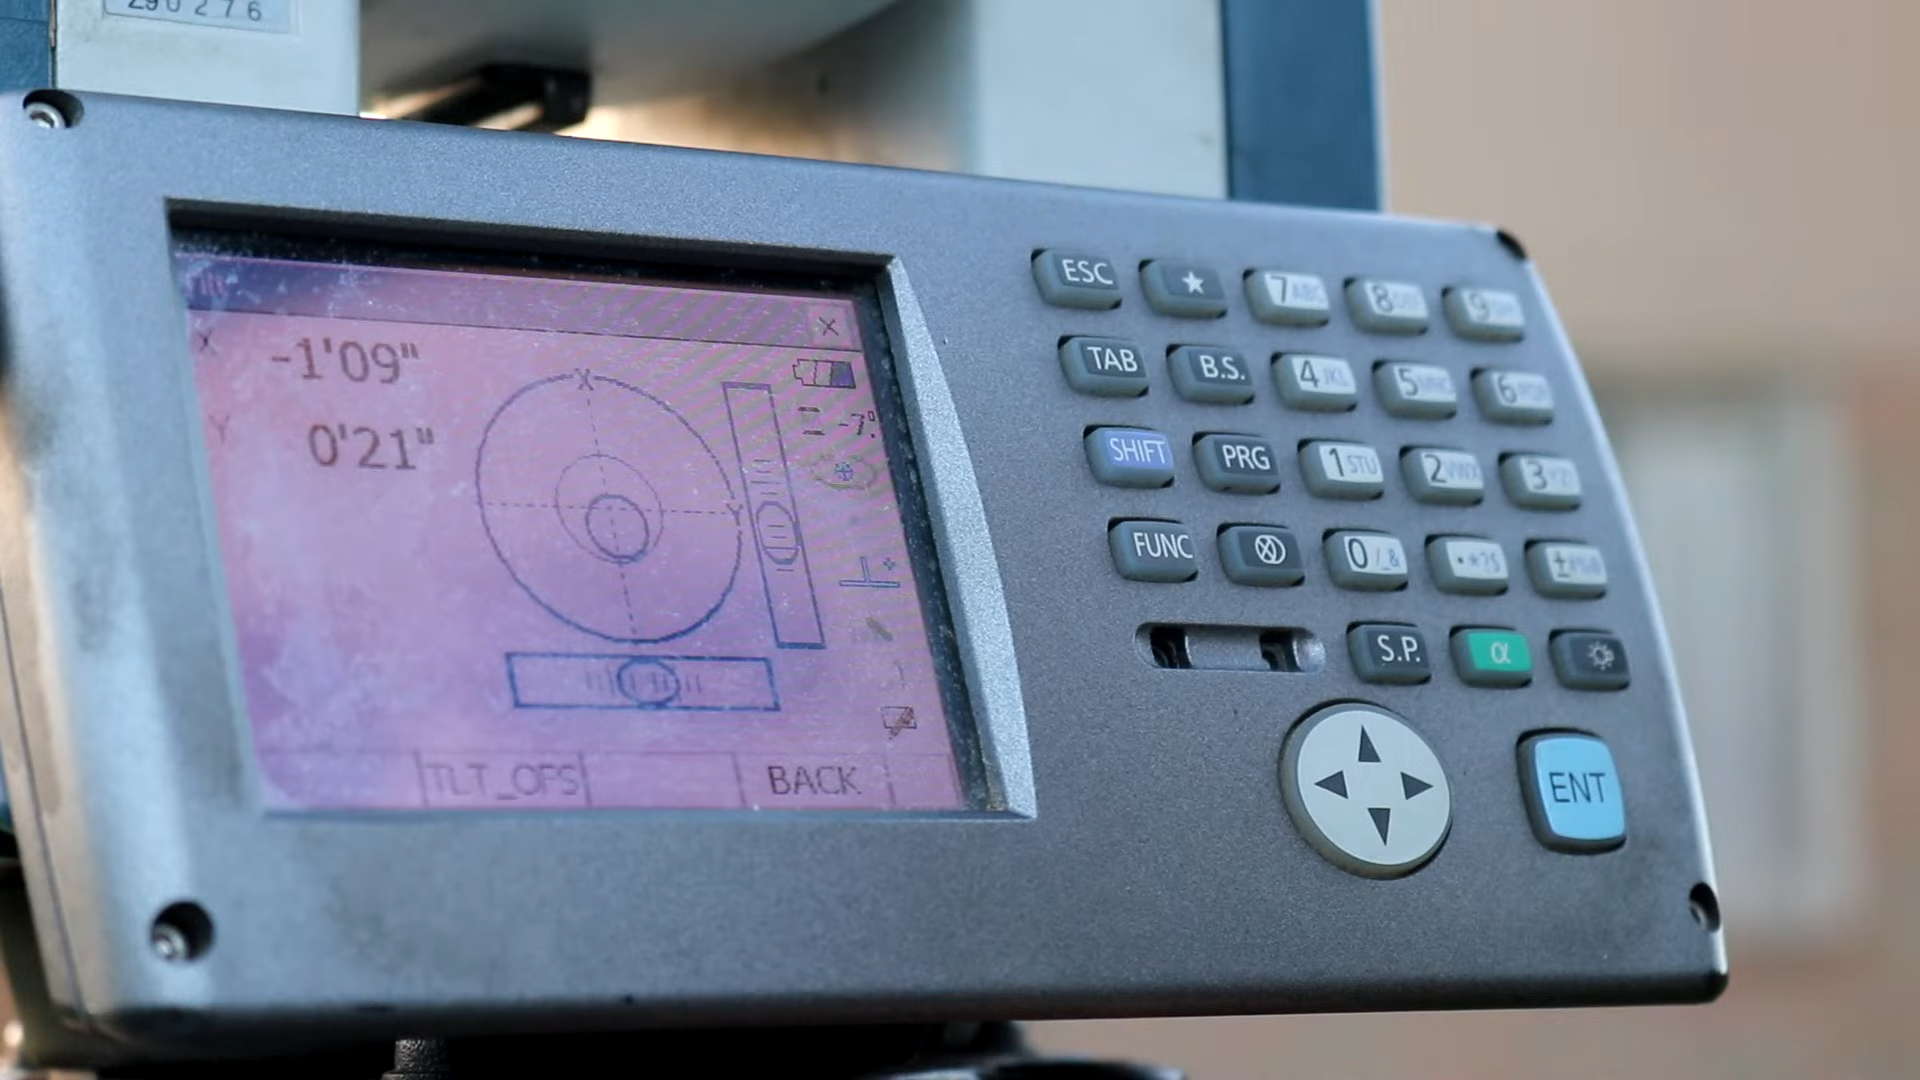 290276
X -1'09"
Y 0'21"
X
Y
-7
TLT_OFS BACK
ESC ★ 7 ABC 8 DEF 9 GHI
TAB B.S. 4 JKL 5 MNO 6 PQR
SHIFT PRG 1 STU 2 VWX 3 YZ
FUNC 0 /_& . *?$ ±
S.P. α
ENT